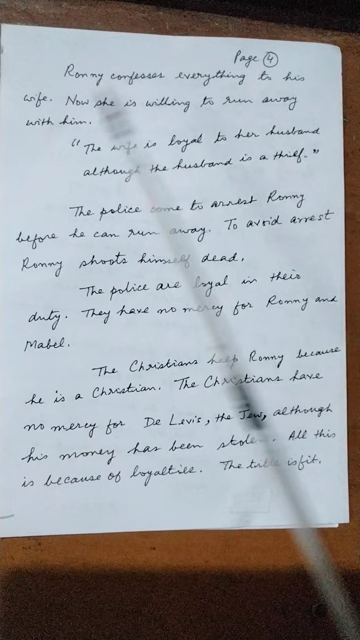 Page 4
Ronny confesses everything to his
wife. Now she is willing to run away
with him.
"The wife is loyal to her husband
although the husband is a thief."
The police come to arrest Ronny
before he can run away. To avoid arrest
Ronny shoots himself dead.
The police are loyal in their
duty. They have no mercy for Ronny and
Mabel.
The Christians help Ronny because
he is a Christian. The Christians have
no mercy for De Levis, the Jew, although
his money has been stolen. All this
is because of loyalties. The title is fit.